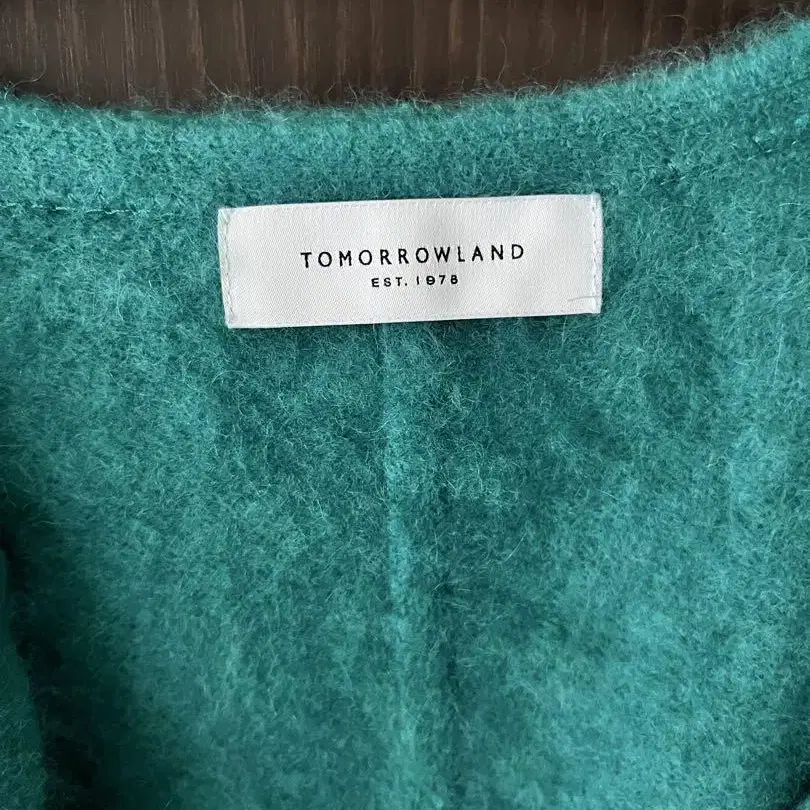 TOMORROWLAND
EST. 1978